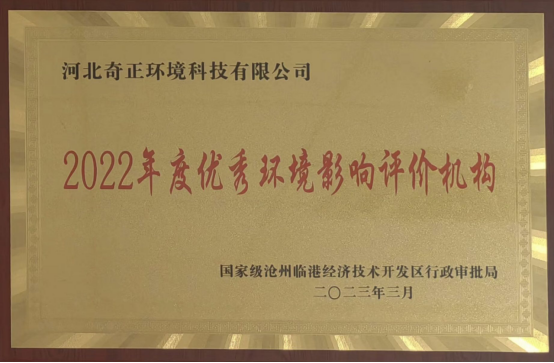 河北奇正环境科技有限公司
2022年度优秀环境影响评价机构
国家级沧州临港经济技术开发区行政审批局
二〇二三年三月